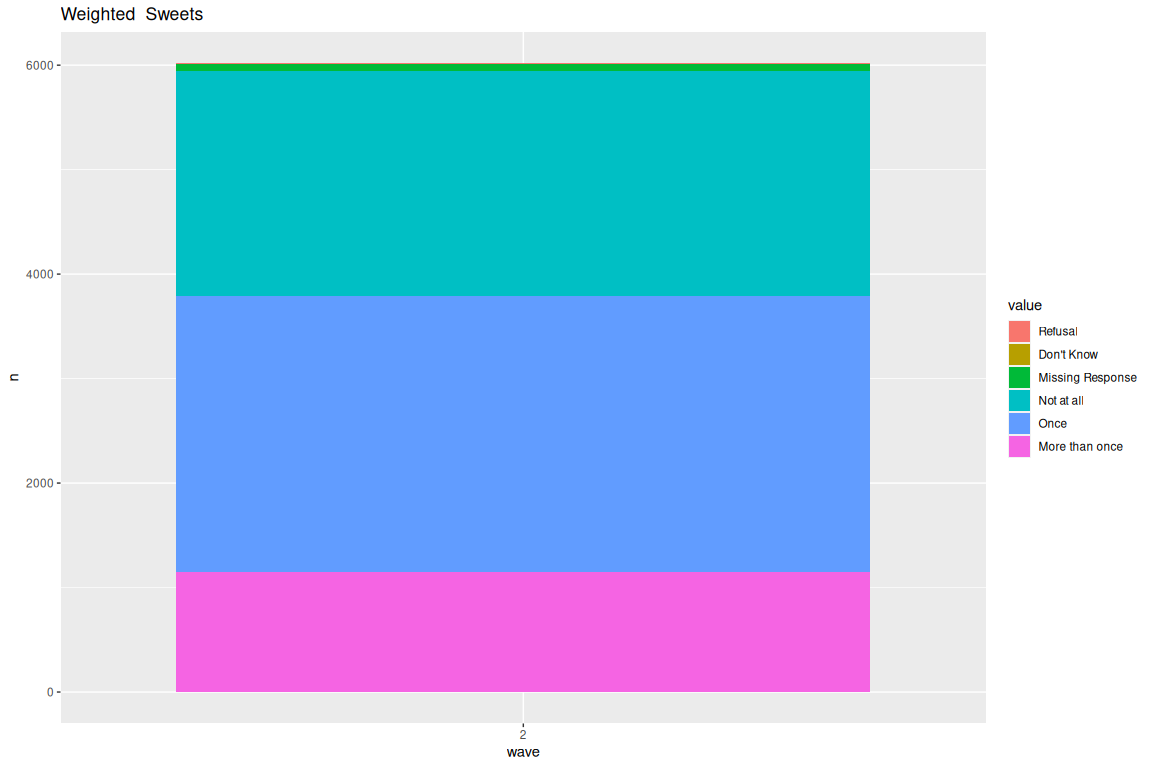 Weighted  Sweets
6000
4000
2000
0
n
2
wave
value
Refusal
Don't Know
Missing Response
Not at all
Once
More than once